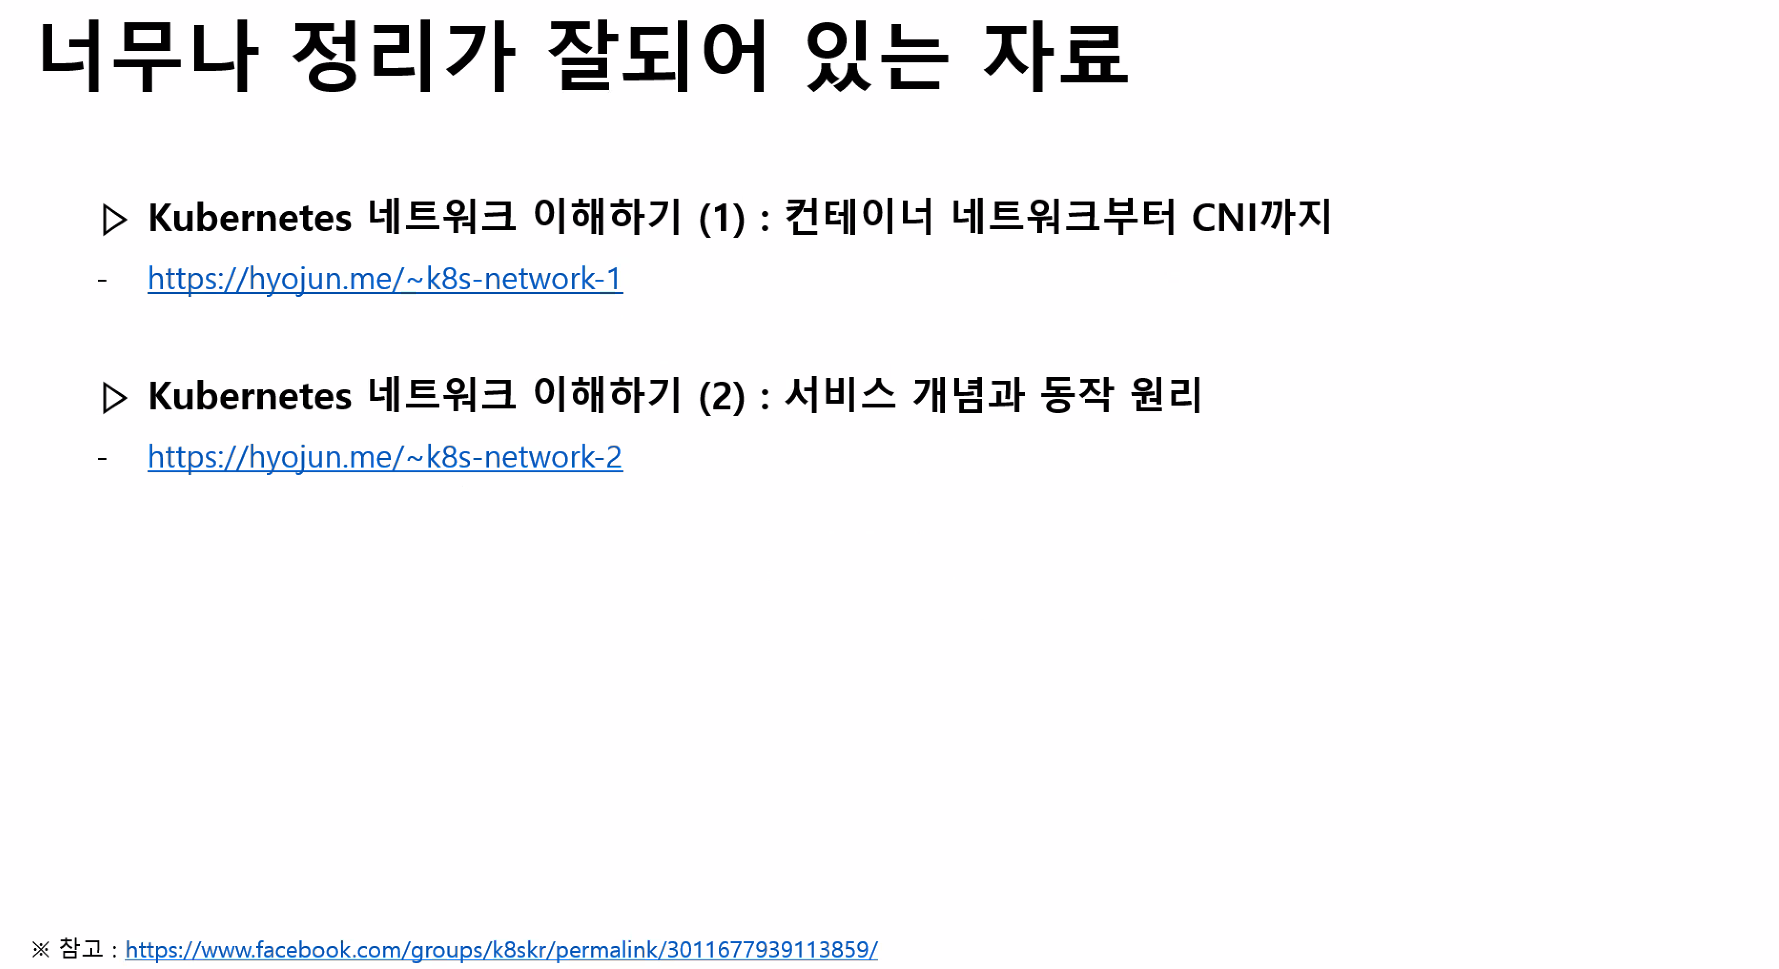 너무나 정리가 잘되어 있는 자료
▷ Kubernetes 네트워크 이해하기 (1) : 컨테이너 네트워크부터 CNI까지
- https://hyojun.me/~k8s-network-1
▷ Kubernetes 네트워크 이해하기 (2) : 서비스 개념과 동작 원리
- https://hyojun.me/~k8s-network-2
※ 참고 : https://www.facebook.com/groups/k8skr/permalink/3011677939113859/